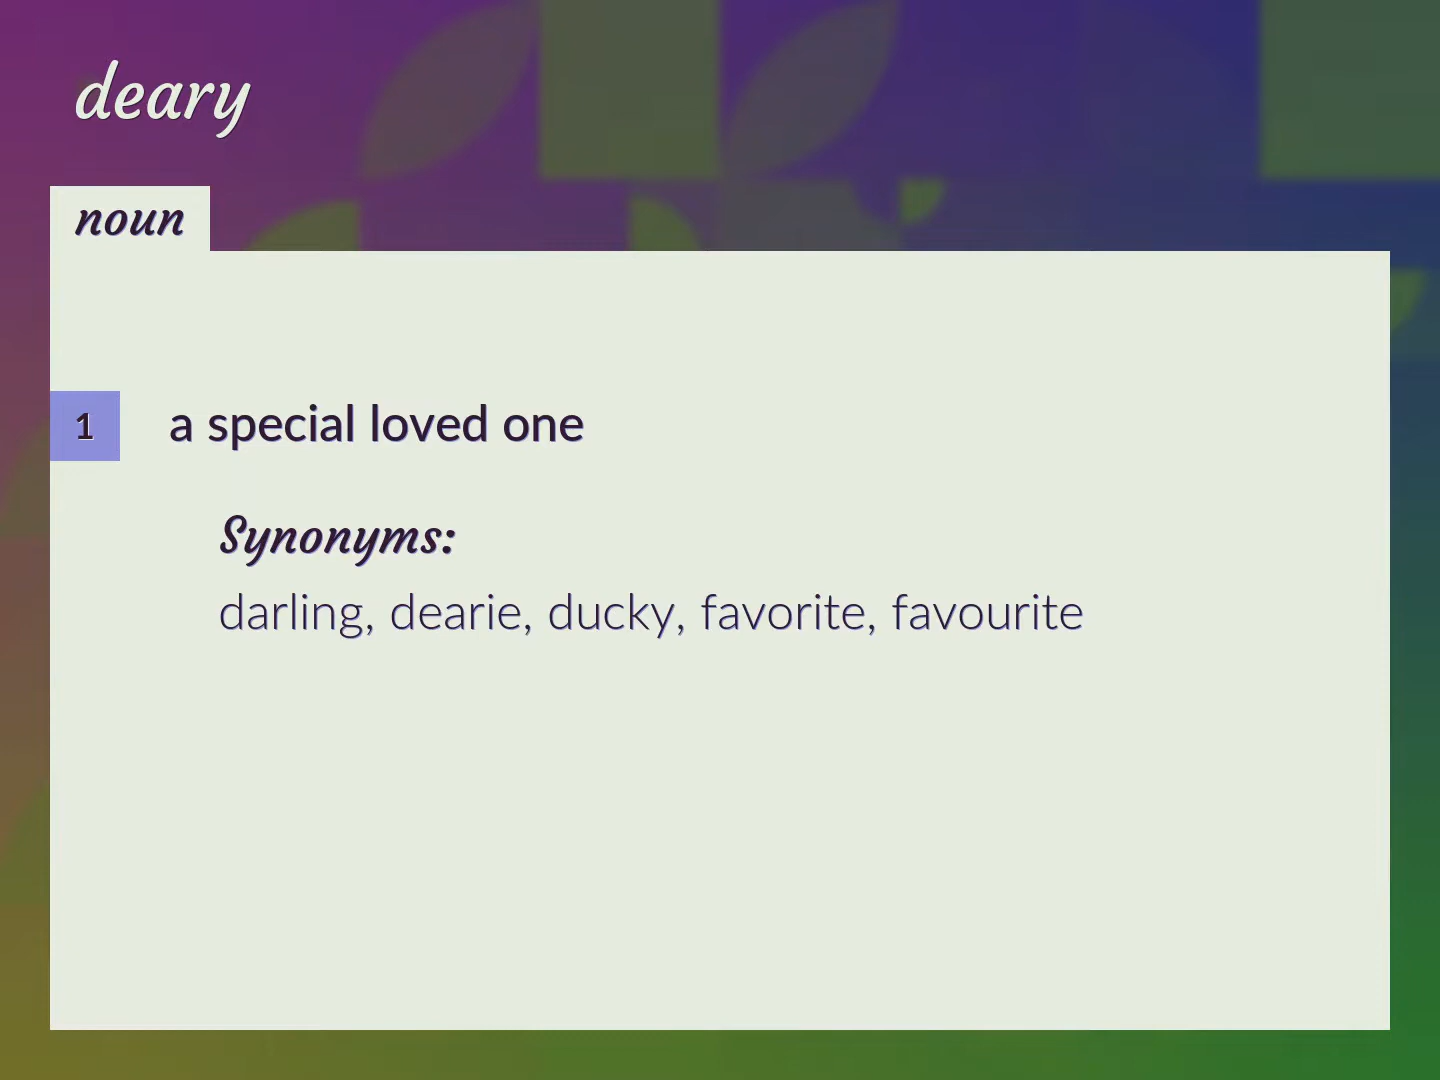 deary
noun
1 a special loved one
Synonyms:
darling, dearie, ducky, favorite, favourite